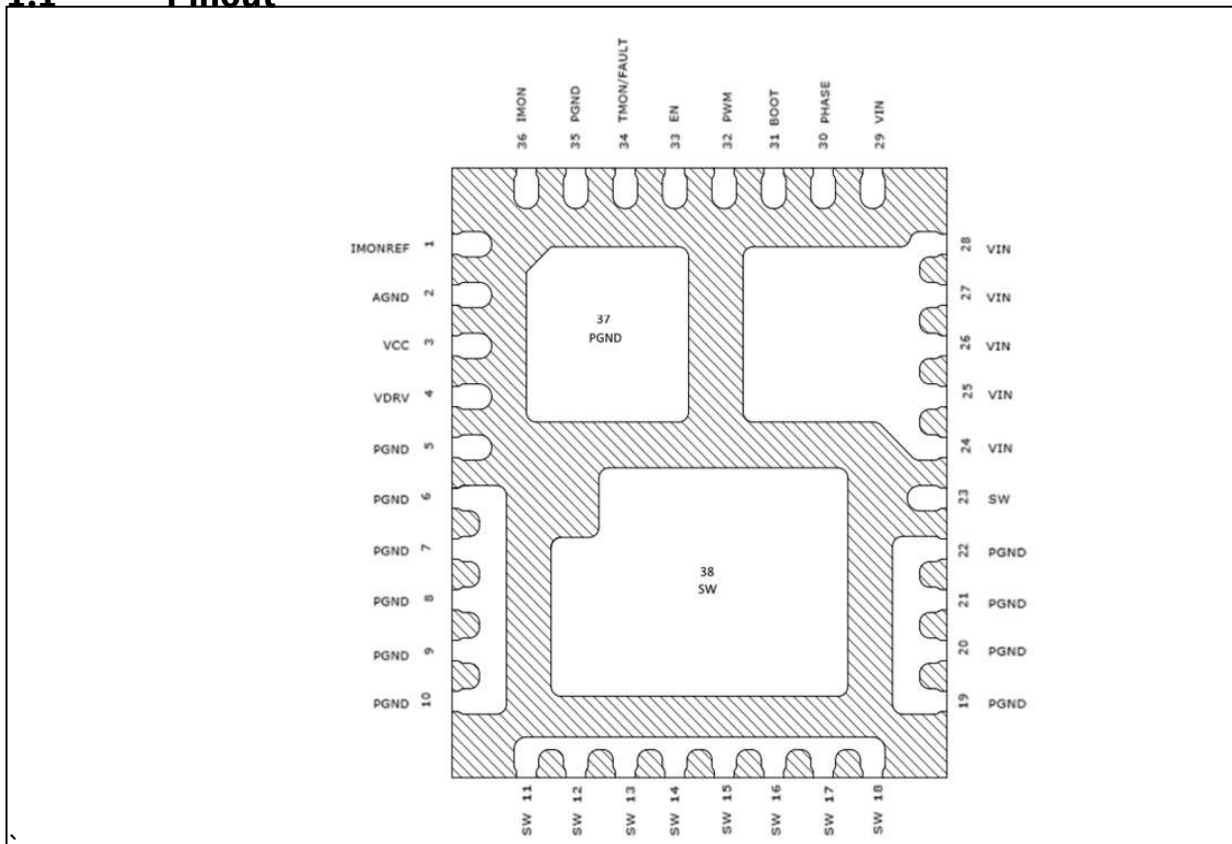 1.1 Pinout
36 IMON
35 PGND
34 TMON/FAULT
33 EN
32 PWM
31 BOOT
30 PHASE
29 VIN
IMONREF 1
AGND 2
VCC 3
VDRV 4
PGND 5
PGND 6
PGND 7
PGND 8
PGND 9
PGND 10
37
PGND
38
SW
28 VIN
27 VIN
26 VIN
25 VIN
24 VIN
23 SW
22 PGND
21 PGND
20 PGND
19 PGND
SW 11
SW 12
SW 13
SW 14
SW 15
SW 16
SW 17
SW 18
`